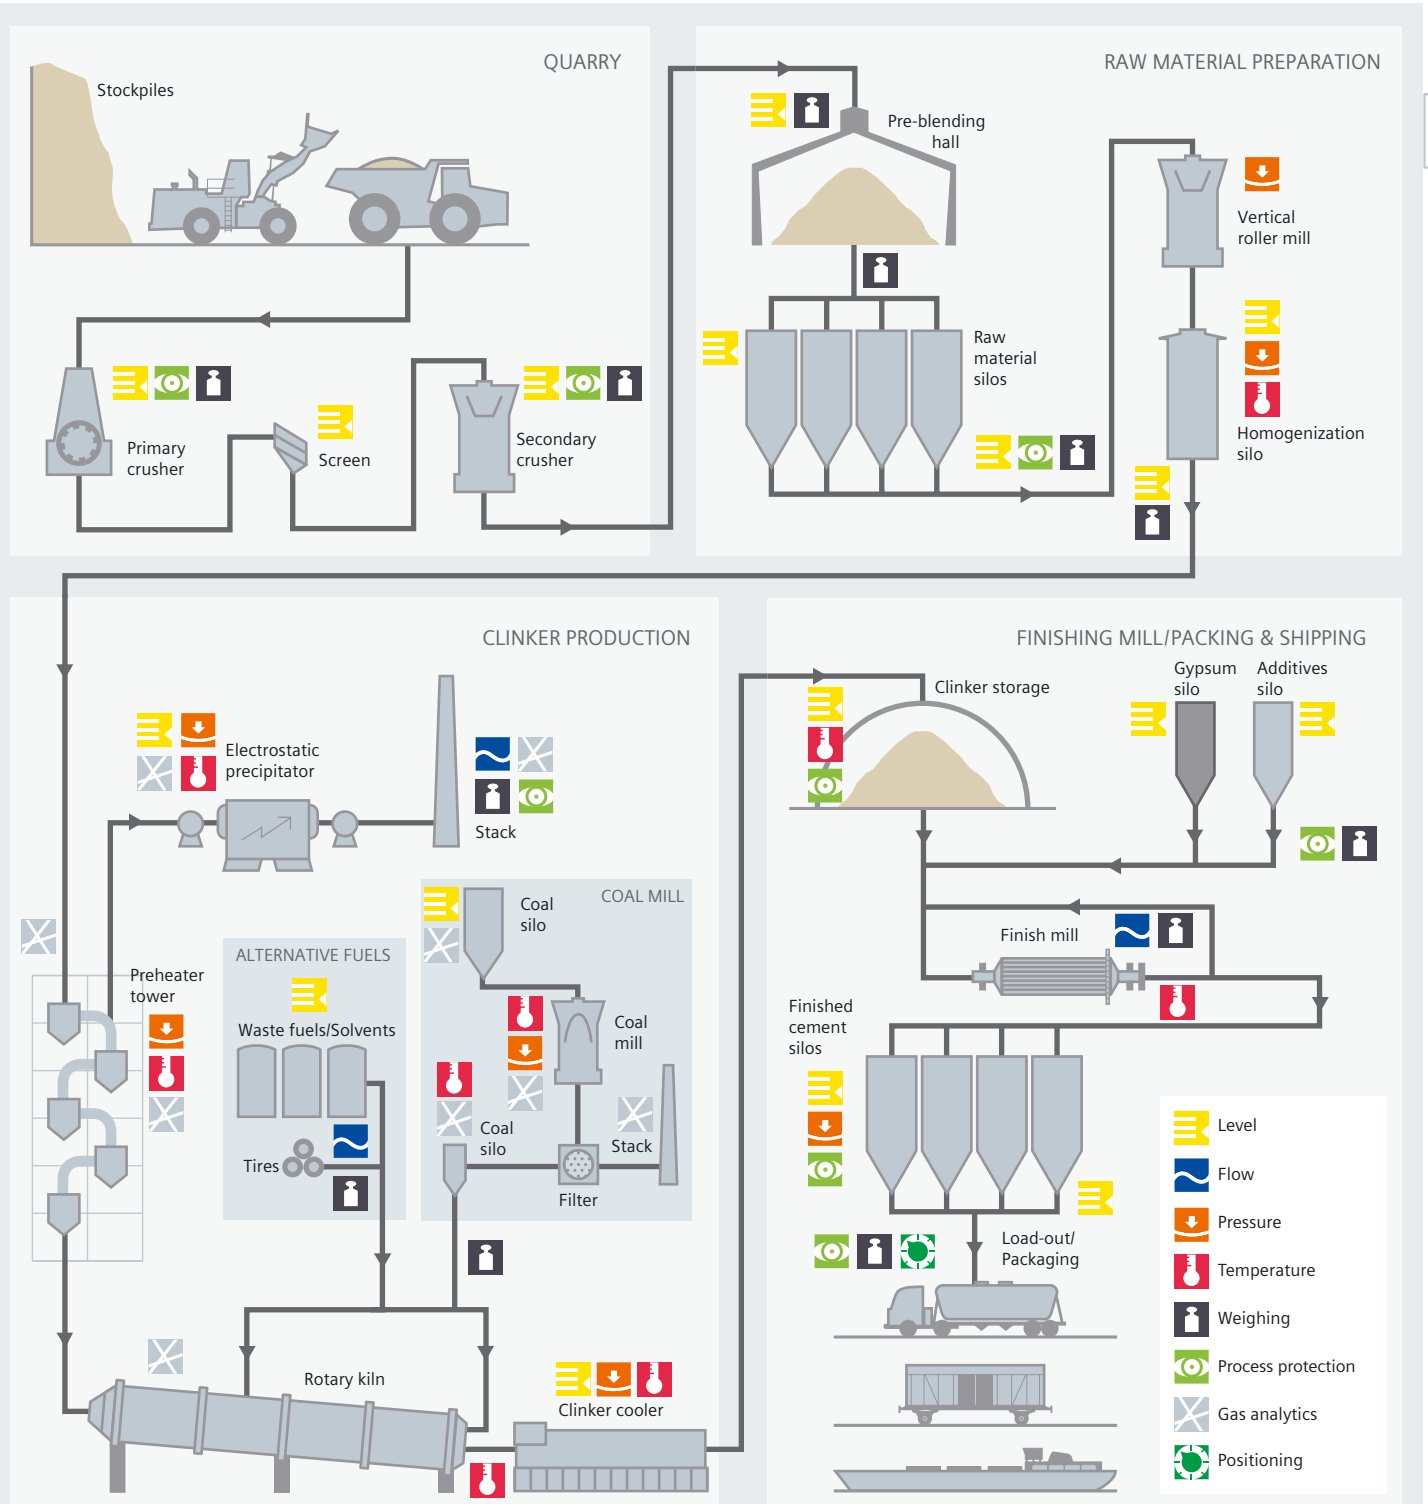 QUARRY
Stockpiles
Primary
crusher
Screen
Secondary
crusher
RAW MATERIAL PREPARATION
Pre-blending
hall
Vertical
roller mill
Raw
material
silos
Homogenization
silo
CLINKER PRODUCTION
Electrostatic
precipitator
Stack
COAL MILL
Coal
silo
ALTERNATIVE FUELS
Preheater
tower
Waste fuels/Solvents
Coal
mill
Coal
silo
Stack
Tires
Filter
Rotary kiln
Clinker cooler
FINISHING MILL/PACKING & SHIPPING
Clinker storage
Gypsum
silo
Additives
silo
Finish mill
Finished
cement
silos
Load-out/
Packaging
Level
Flow
Pressure
Temperature
Weighing
Process protection
Gas analytics
Positioning